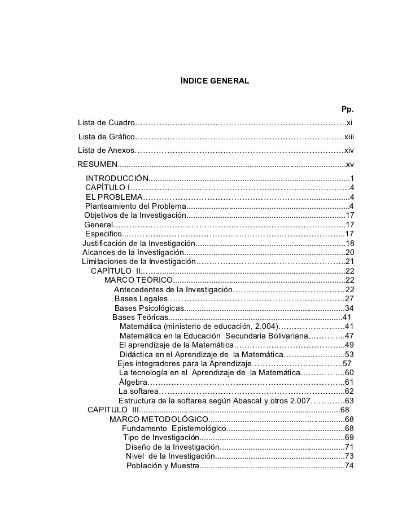 ÍNDICE GENERAL
Pp.
Lista de Cuadro……………………………………………………………………xi
Lista de Gráfico……………………………………………………………………xiii
Lista de Anexos……………………………………………………………………xiv
RESUMEN..................................................................................................xv
INTRODUCCIÓN.......................................................................................1
CAPÍTULO I………………………………………………………………………4
EL PROBLEMA……………………………………………………..................4
Planteamiento del Problema.......................................................................4
Objetivos de la Investigación......................................................................17
General……………………………………………………………………….17
Especifico...................................................................................................17
Justificación de la Investigación.................................................................18
Alcances de la Investigación......................................................................20
Limitaciones de la Investigación………………………………………….21
CAPÍTULO II.............................................................................................22
MARCO TEÓRICO.....................................................................................22
Antecedentes de la Investigación…………………………………22
Bases Legales……………………………………………………….27
Bases Psicológicas.....................................................................34
Bases Teóricas..........................................................................41
Matemática (ministerio de educación, 2.004)…………………….41
Matemática en la Educación Secundaria Bolivariana…………..47
El aprendizaje de la Matemática………………………………….49
Didáctica en el Aprendizaje de la Matemática…………………….53
Ejes integradores para la Aprendizaje…………………………….57
La tecnología en el Aprendizaje de la Matemática……………….60
Álgebra………………………………………………………………61
La softarea……………………………………………………………..62
Estructura de la softarea según Abascal y otros 2.007…………….63
CAPITULO III............................................................................................68
MARCO METODOLÓGICO.......................................................................68
Fundamento Epistemológico......................................................68
Tipo de Investigación..................................................................69
Diseño de la Investigación..........................................................71
Nivel de la Investigación.............................................................73
Población y Muestra...................................................................74